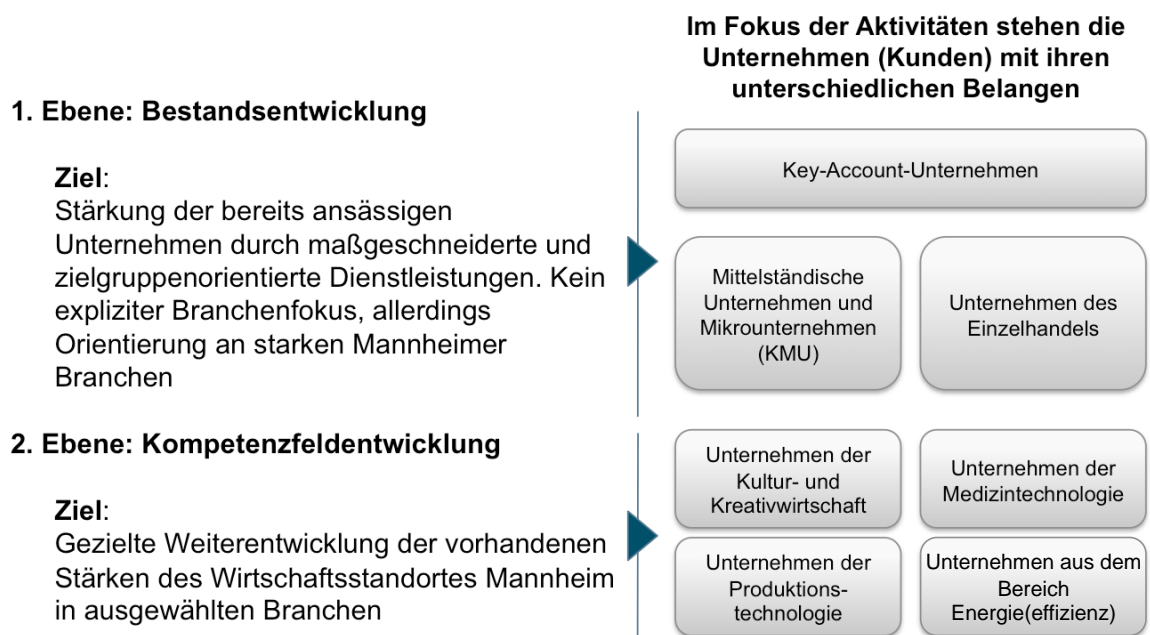 Im Fokus der Aktivitäten stehen die
Unternehmen (Kunden) mit ihren
unterschiedlichen Belangen
1. Ebene: Bestandsentwicklung
Ziel:
Stärkung der bereits ansässigen
Unternehmen durch maßgeschneiderte und
zielgruppenorientierte Dienstleistungen. Kein
expliziter Branchenfokus, allerdings
Orientierung an starken Mannheimer
Branchen
Key-Account-Unternehmen
Mittelständische
Unternehmen und
Mikrounternehmen
(KMU)
Unternehmen des
Einzelhandels
2. Ebene: Kompetenzfeldentwicklung
Ziel:
Gezielte Weiterentwicklung der vorhandenen
Stärken des Wirtschaftsstandortes Mannheim
in ausgewählten Branchen
Unternehmen der
Kultur- und
Kreativwirtschaft
Unternehmen der
Medizintechnologie
Unternehmen der
Produktions-
technologie
Unternehmen aus dem
Bereich
Energie(effizienz)